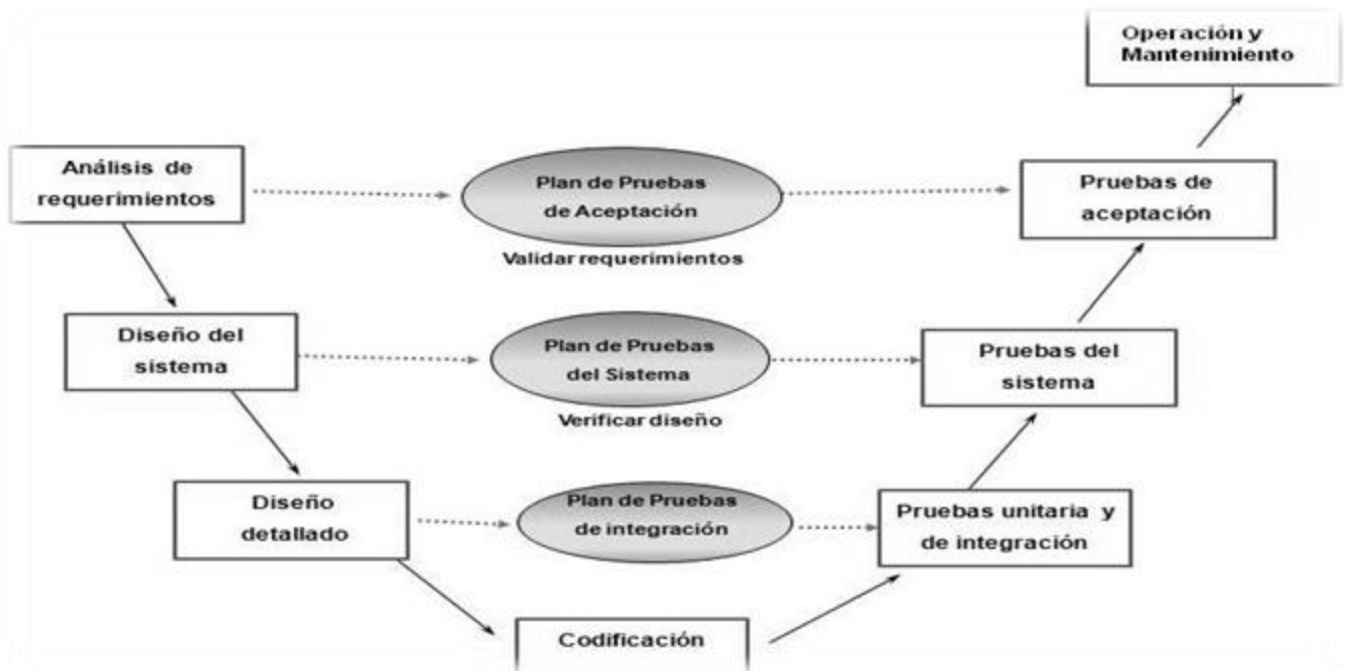 Operación y
Mantenimiento
Análisis de
requerimientos
Plan de Pruebas
de Aceptación
Validar requerimientos
Pruebas de
aceptación
Diseño del
sistema
Plan de Pruebas
del Sistema
Verificar diseño
Pruebas del
sistema
Diseño
detallado
Plan de Pruebas
de integración
Pruebas unitaria y
de integración
Codificación